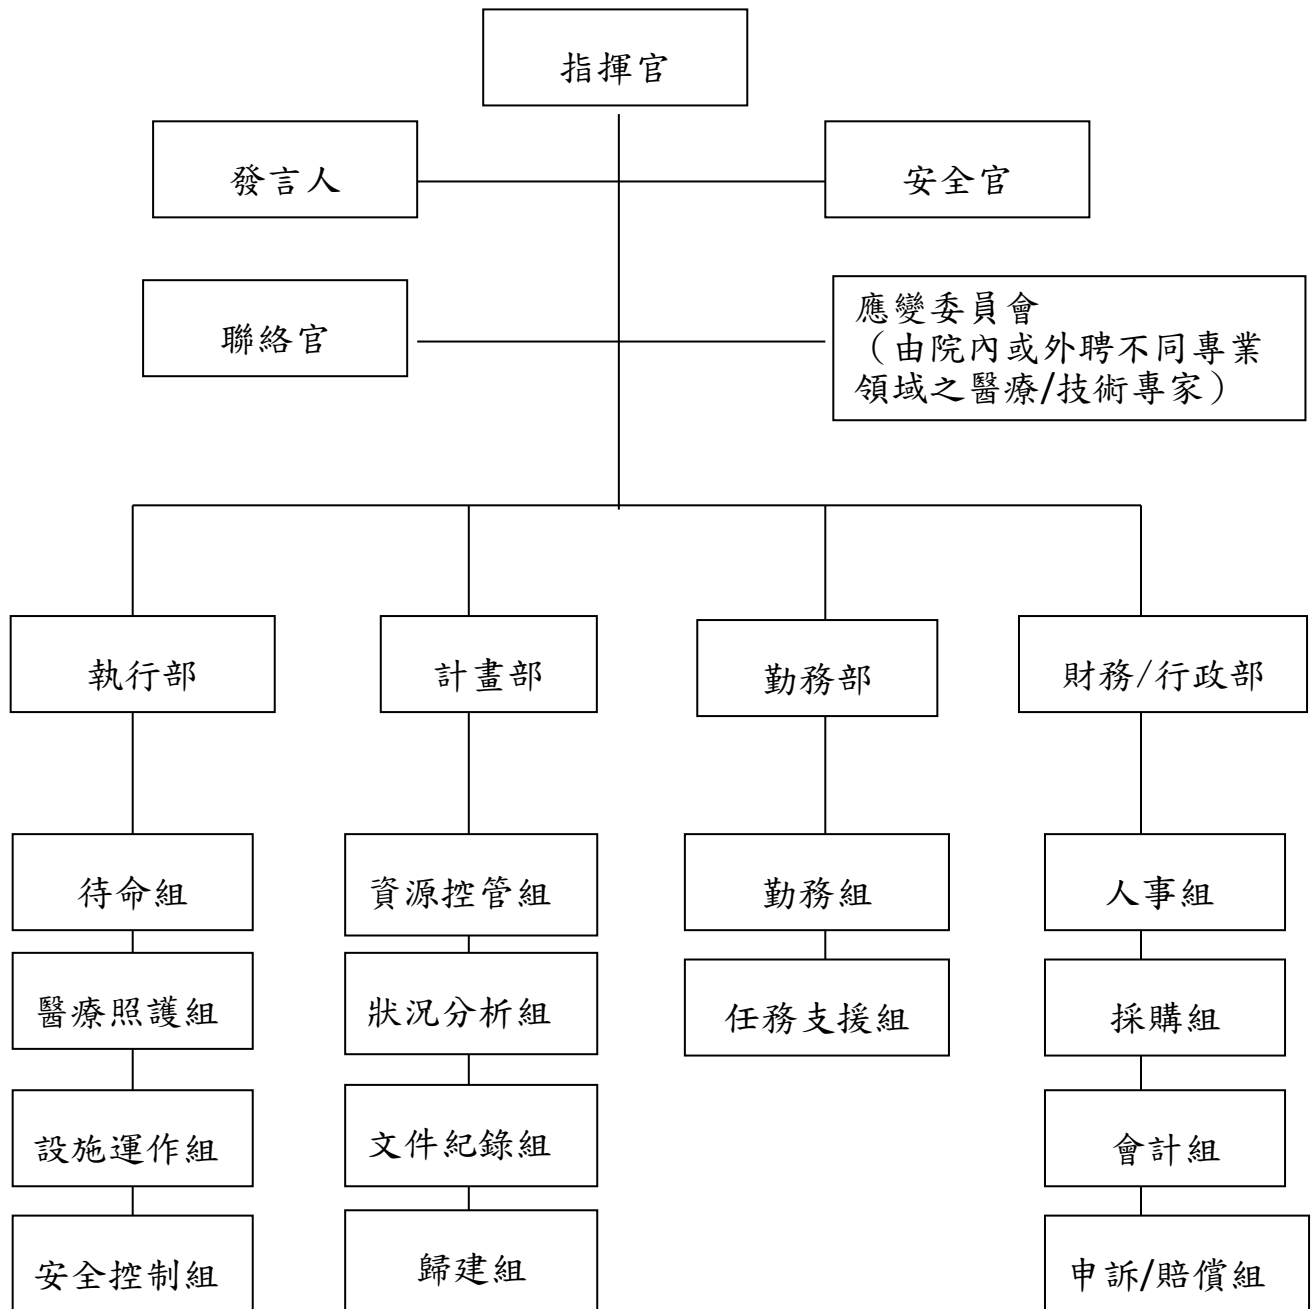 指揮官
發言人
安全官
聯絡官
應變委員會
（由院內或外聘不同專業
領域之醫療/技術專家）
執行部
計畫部
勤務部
財務/行政部
待命組
資源控管組
勤務組
人事組
醫療照護組
狀況分析組
任務支援組
採購組
設施運作組
文件紀錄組
會計組
安全控制組
歸建組
申訴/賠償組